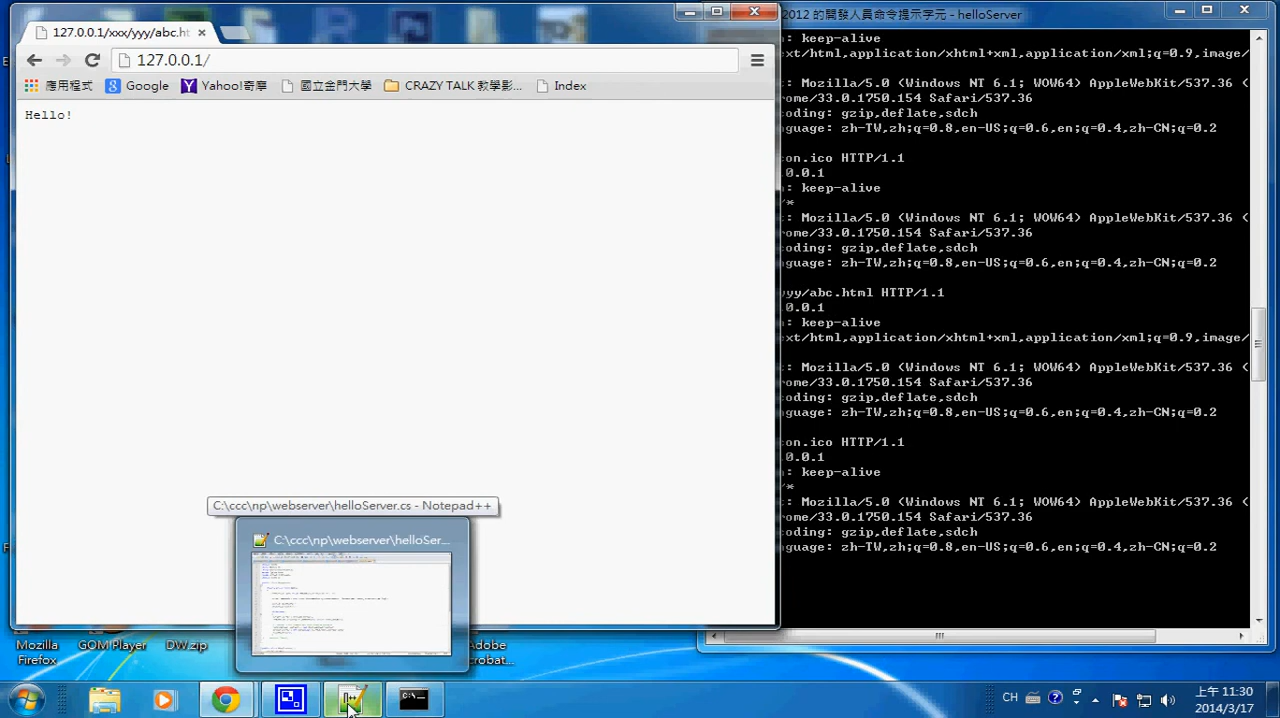 127.0.0.1/xxx/yyy/abc.ht
127.0.0.1/
應用程式
Google
Yahoo!奇摩
國立金門大學
CRAZY TALK 教學影...
Index
Hello!
2012 的開發人員命令提示字元 - helloServer
: keep-alive
xt/html,application/xhtml+xml,application/xml;q=0.9,image/
: Mozilla/5.0 (Windows NT 6.1; WOW64) AppleWebKit/537.36 (
ome/33.0.1750.154 Safari/537.36
coding: gzip,deflate,sdch
guage: zh-TW,zh;q=0.8,en-US;q=0.6,en;q=0.4,zh-CN;q=0.2
on.ico HTTP/1.1
.0.0.1
: keep-alive
/*
: Mozilla/5.0 (Windows NT 6.1; WOW64) AppleWebKit/537.36 (
ome/33.0.1750.154 Safari/537.36
coding: gzip,deflate,sdch
guage: zh-TW,zh;q=0.8,en-US;q=0.6,en;q=0.4,zh-CN;q=0.2
yy/abc.html HTTP/1.1
.0.0.1
: keep-alive
xt/html,application/xhtml+xml,application/xml;q=0.9,image/
: Mozilla/5.0 (Windows NT 6.1; WOW64) AppleWebKit/537.36 (
ome/33.0.1750.154 Safari/537.36
coding: gzip,deflate,sdch
guage: zh-TW,zh;q=0.8,en-US;q=0.6,en;q=0.4,zh-CN;q=0.2
on.ico HTTP/1.1
.0.0.1
: keep-alive
/*
: Mozilla/5.0 (Windows NT 6.1; WOW64) AppleWebKit/537.36 (
ome/33.0.1750.154 Safari/537.36
coding: gzip,deflate,sdch
guage: zh-TW,zh;q=0.8,en-US;q=0.6,en;q=0.4,zh-CN;q=0.2
C:\ccc\np\webserver\helloServer.cs - Notepad++
C:\ccc\np\webserver\helloSer...
Mozilla
Firefox
GOM Player
DW.zip
Adobe
crobat...
CH
上午 11:30
2014/3/17